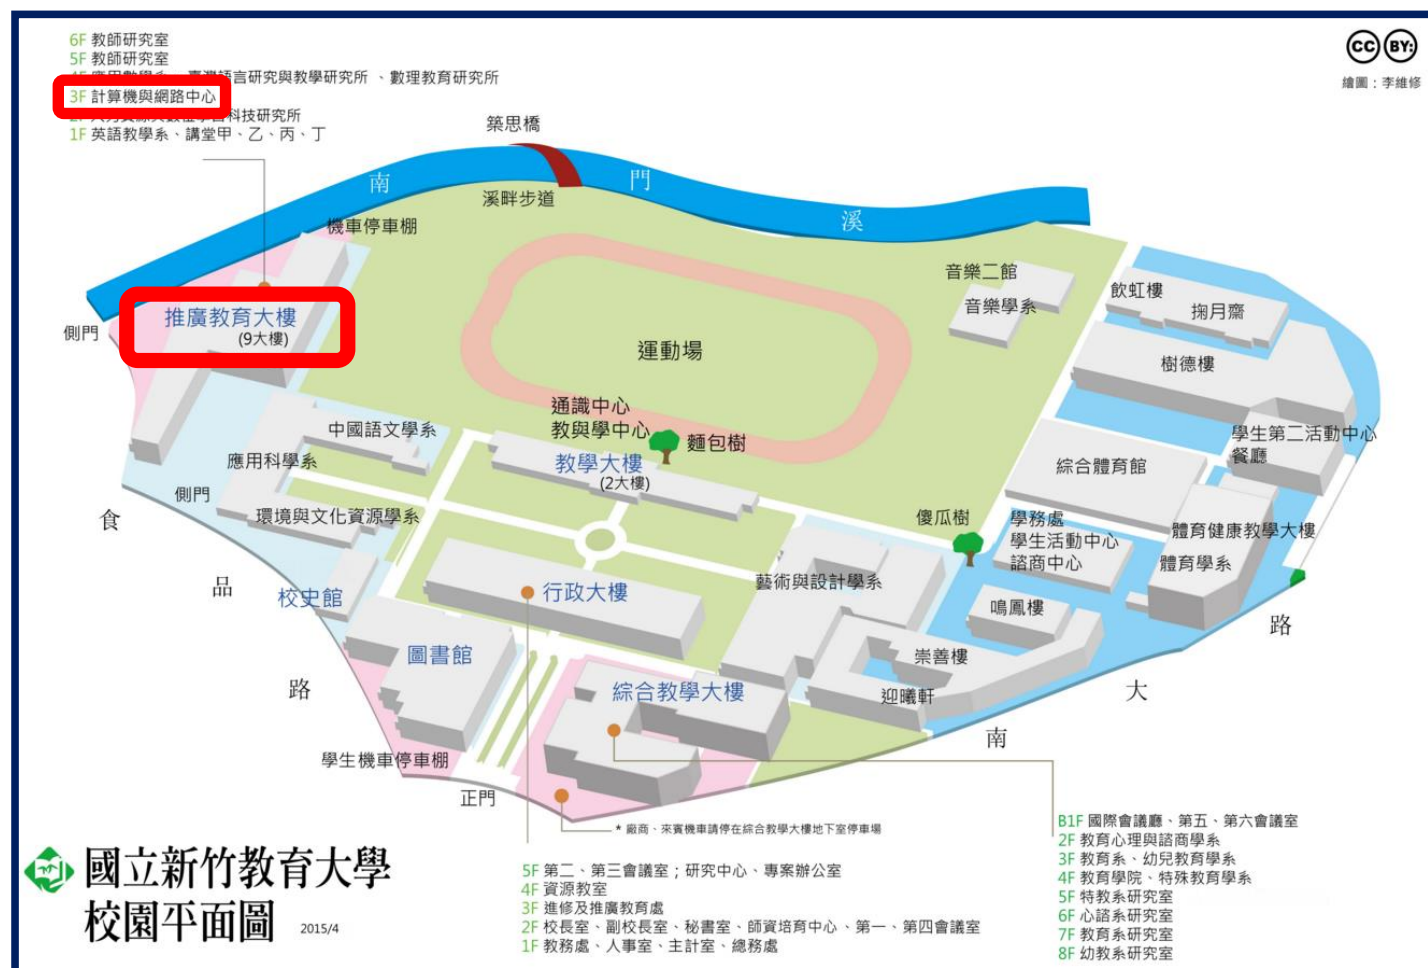 6F 教師研究室
5F 教師研究室
臺灣語言研究與教學研究所 、數理教育研究所
3F 計算機與網路中心
科技研究所
1F 英語教學系、講堂甲、乙、丙、丁
CC BY:
繪圖：李維修
築思橋
南門溪
溪畔步道
機車停車棚
側門
推廣教育大樓
(9大樓)
運動場
音樂二館
音樂學系
飲虹樓
掬月齋
樹德樓
通識中心
教與學中心
麵包樹
教學大樓
(2大樓)
中國語文學系
應用科學系
側門
環境與文化資源學系
學生第二活動中心
餐廳
綜合體育館
傻瓜樹
學務處
學生活動中心
諮商中心
體育健康教學大樓
體育學系
食品路
校史館
行政大樓
藝術與設計學系
鳴鳳樓
圖書館
崇善樓
綜合教學大樓
迎曦軒
南大路
學生機車停車棚
正門
* 廠商、來賓機車請停在綜合教學大樓地下室停車場
國立新竹教育大學
校園平面圖 2015/4
5F 第二、第三會議室；研究中心、專案辦公室
4F 資源教室
3F 進修及推廣教育處
2F 校長室、副校長室、秘書室、師資培育中心、第一、第四會議室
1F 教務處、人事室、主計室、總務處
B1F 國際會議廳、第五、第六會議室
2F 教育心理與諮商學系
3F 教育系、幼兒教育學系
4F 教育學院、特殊教育學系
5F 特教系研究室
6F 心諮系研究室
7F 教育系研究室
8F 幼教系研究室